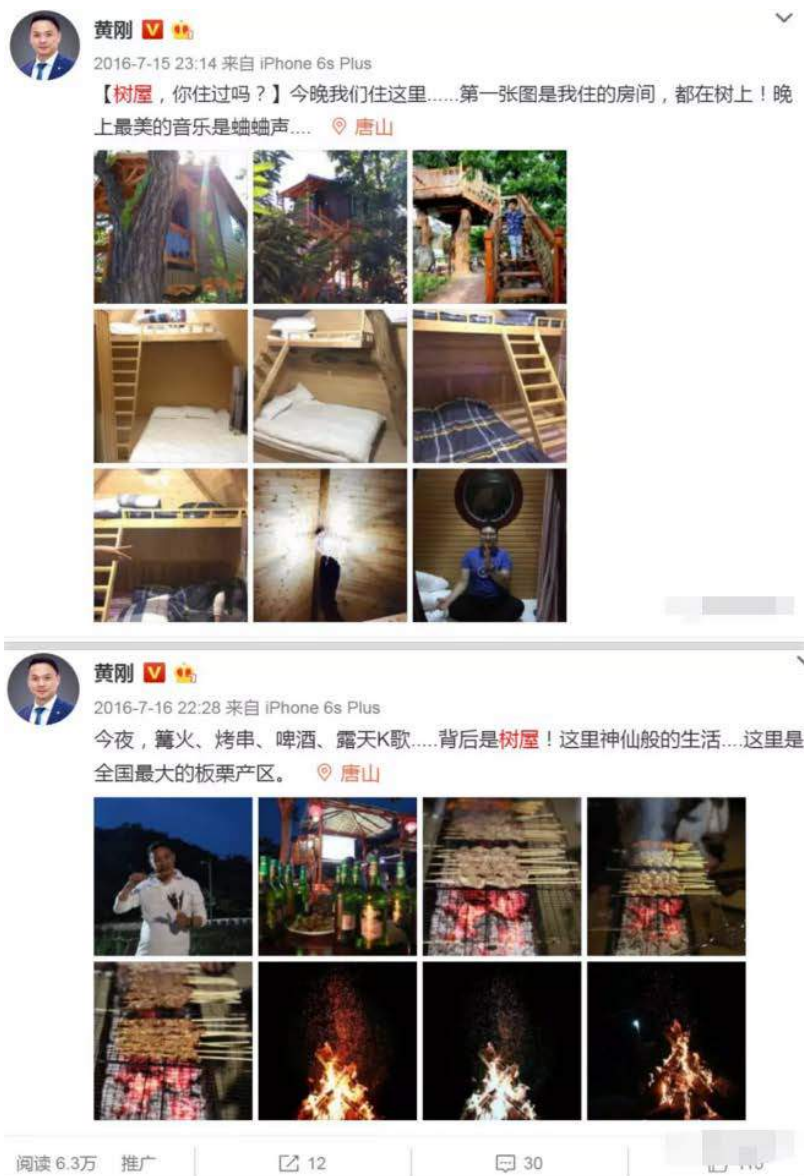 黄刚
2016-7-15 23:14 来自 iPhone 6s Plus
【树屋，你住过吗？】今晚我们住这里......第一张图是我住的房间，都在树上！晚
上最美的音乐是蛐蛐声.... 唐山
黄刚
2016-7-16 22:28 来自 iPhone 6s Plus
今夜，篝火、烤串、啤酒、露天K歌.....背后是树屋！这里神仙般的生活....这里是
全国最大的板栗产区。 唐山
阅读 6.3万 推广 12 30